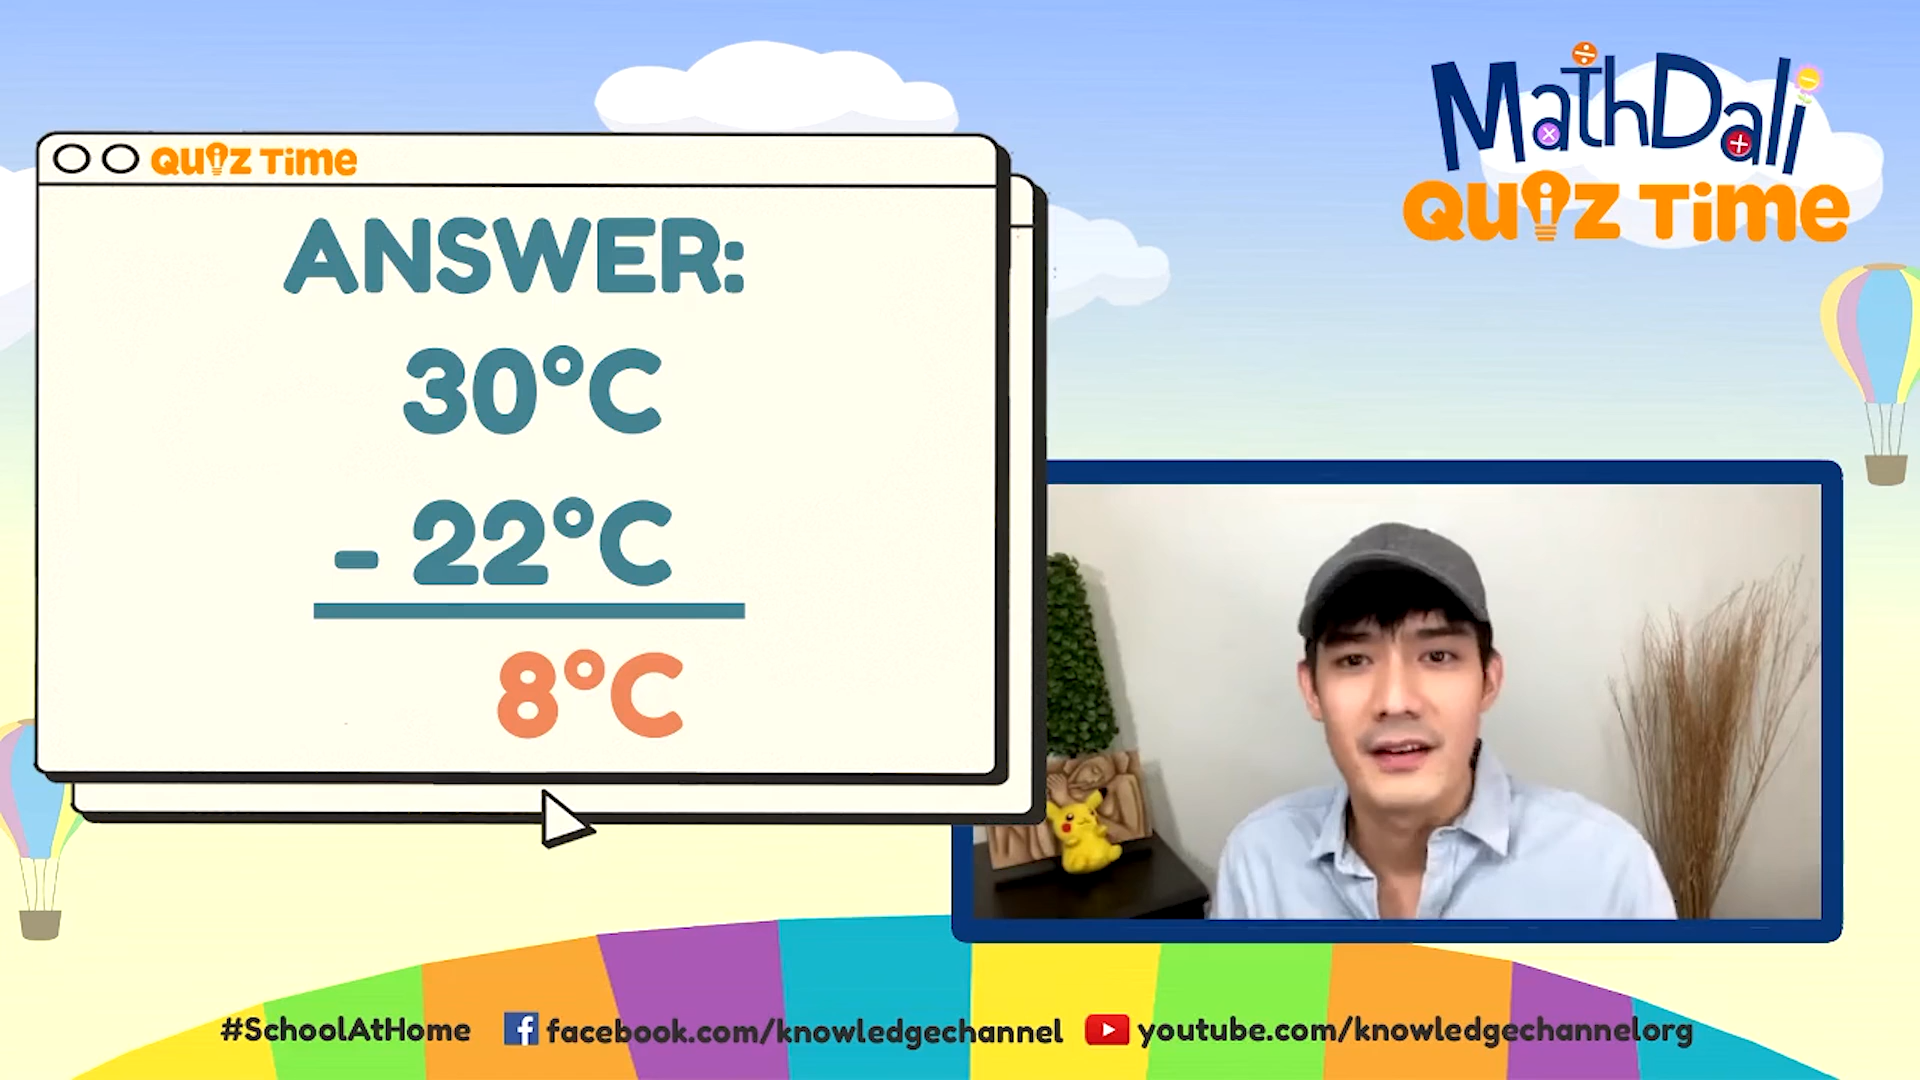 MathDali
QUIZ TIME
QUIZ TIME
ANSWER:
30°C
- 22°C
8°C
#SchoolAtHome facebook.com/knowledgechannel youtube.com/knowledgechannelorg